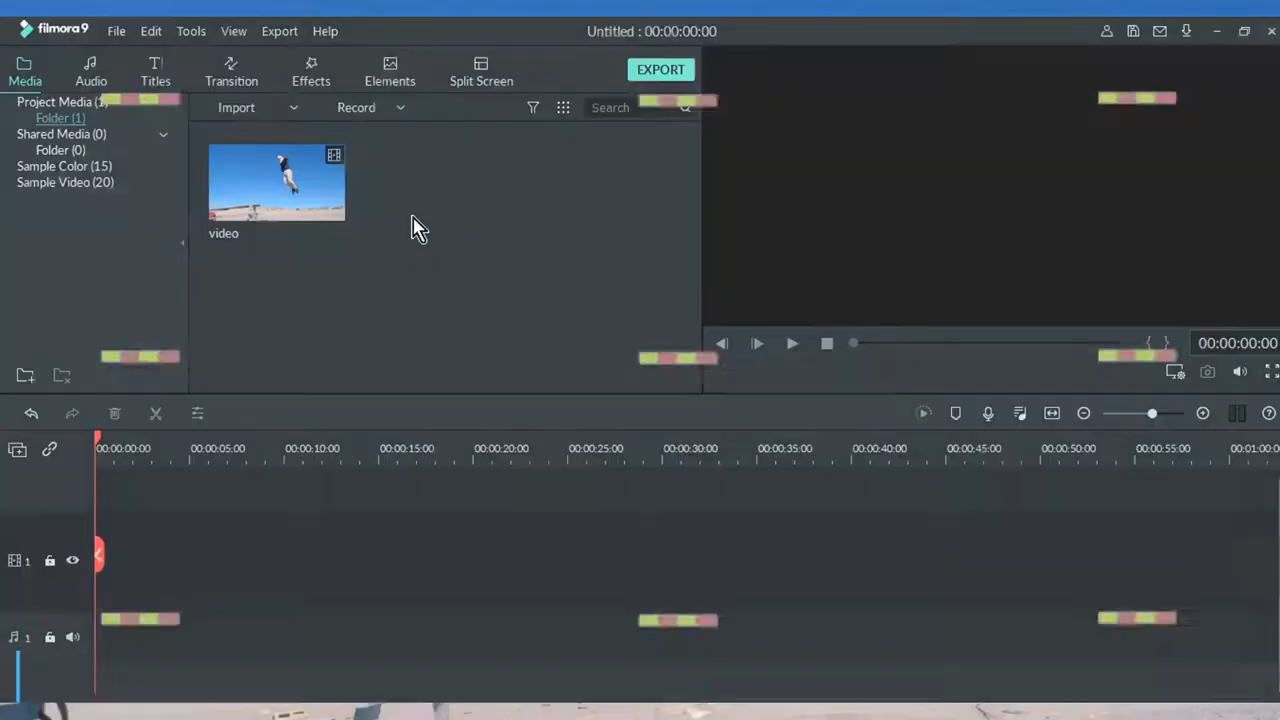 filmora9 File Edit Tools View Export Help Untitled : 00:00:00:00
Media Audio Titles Transition Effects Elements Split Screen EXPORT
Project Media (1)
Folder (1)
Shared Media (0)
Folder (0)
Sample Color (15)
Sample Video (20)
Import Record Search
video
{ } 00:00:00:00
00:00:00:00 00:00:05:00 00:00:10:00 00:00:15:00 00:00:20:00 00:00:25:00 00:00:30:00 00:00:35:00 00:00:40:00 00:00:45:00 00:00:50:00 00:00:55:00 00:01:00:0
1
1